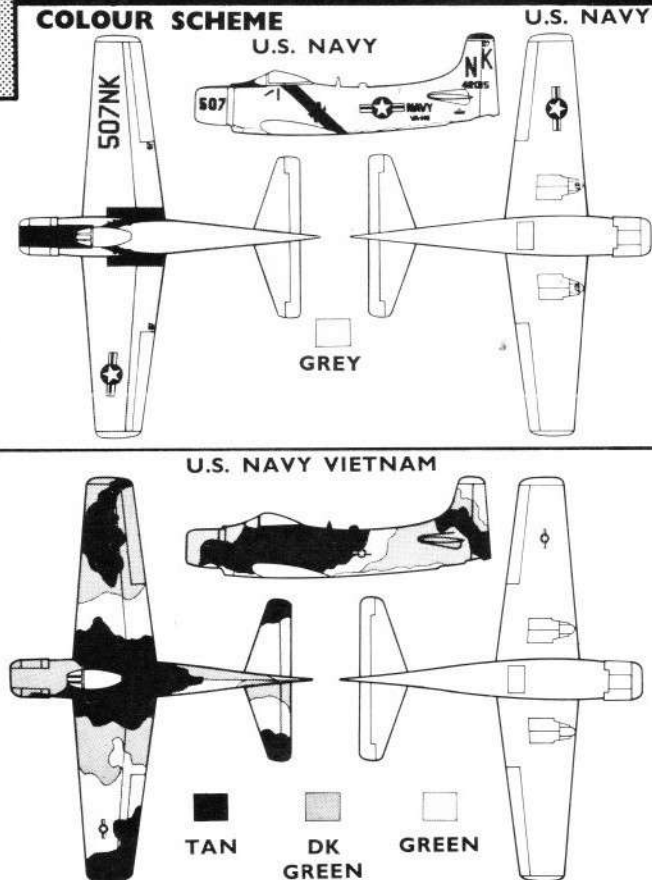 COLOUR SCHEME
U.S. NAVY
U.S. NAVY
507NK
507
NK
NAVY
GREY
U.S. NAVY VIETNAM
TAN
DK
GREEN
GREEN